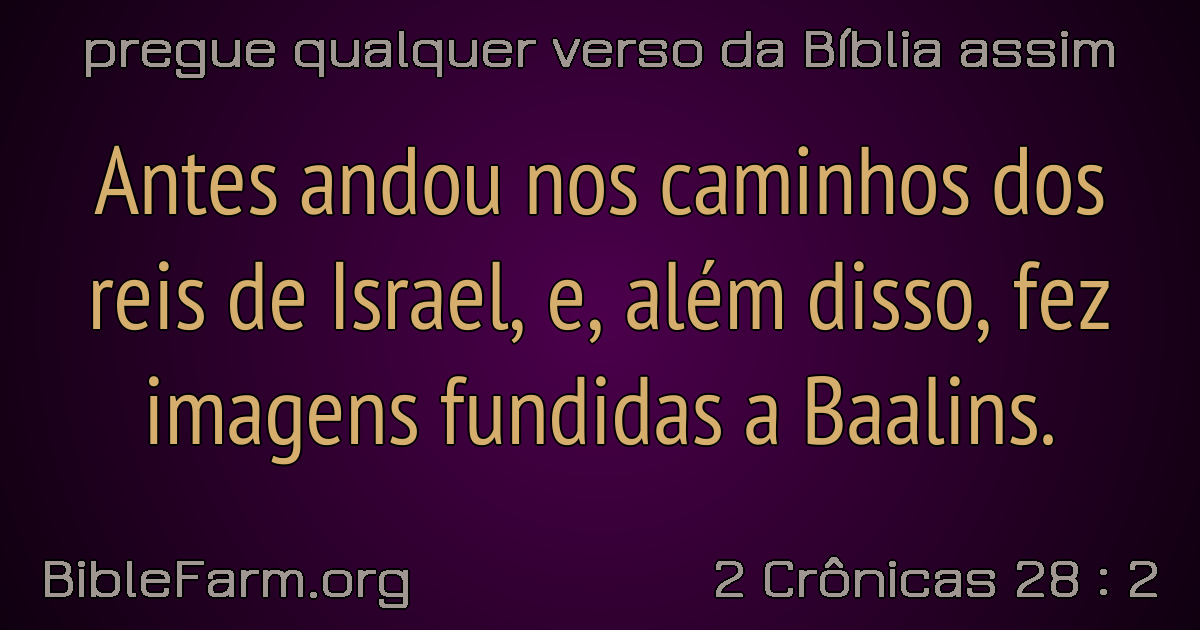 pregue qualquer verso da Bíblia assim
Antes andou nos caminhos dos
reis de Israel, e, além disso, fez
imagens fundidas a Baalins.
BibleFarm.org
2 Crônicas 28 : 2